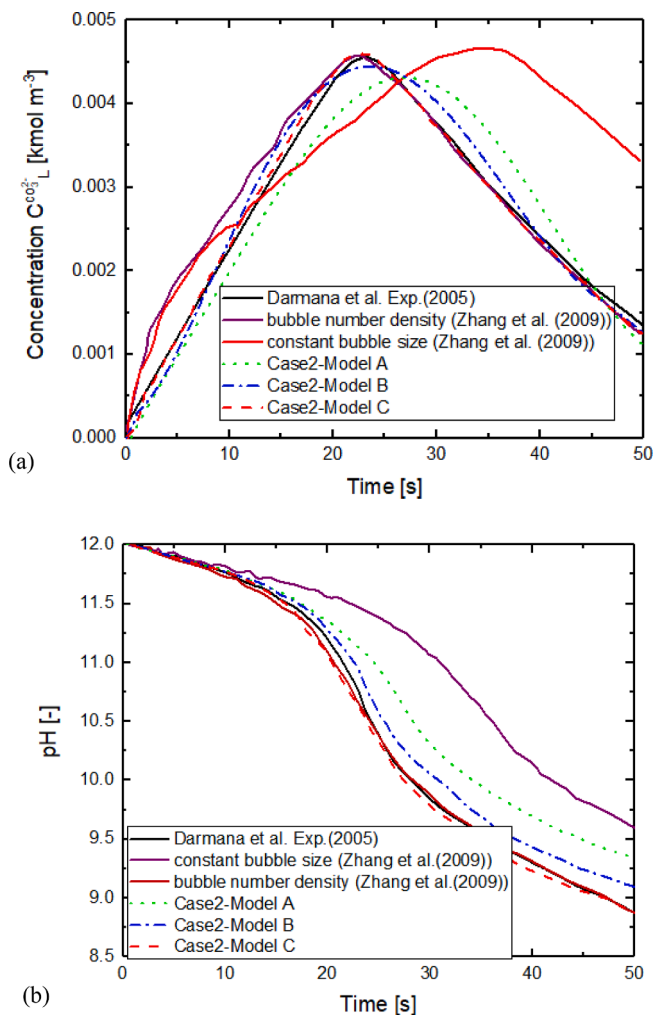 0.005
0.004
0.003
0.002
0.001
0.000
Concentration C^{co_3^{2-}}_L [kmol m⁻³]
Darmana et al. Exp.(2005)
bubble number density (Zhang et al. (2009))
constant bubble size (Zhang et al. (2009))
Case2-Model A
Case2-Model B
Case2-Model C
0 10 20 30 40 50
Time [s]
(a)
12.0
11.5
11.0
10.5
10.0
9.5
9.0
8.5
pH [-]
Darmana et al. Exp.(2005)
constant bubble size (Zhang et al.(2009))
bubble number density (Zhang et al.(2009))
Case2-Model A
Case2-Model B
Case2-Model C
0 10 20 30 40 50
Time [s]
(b)